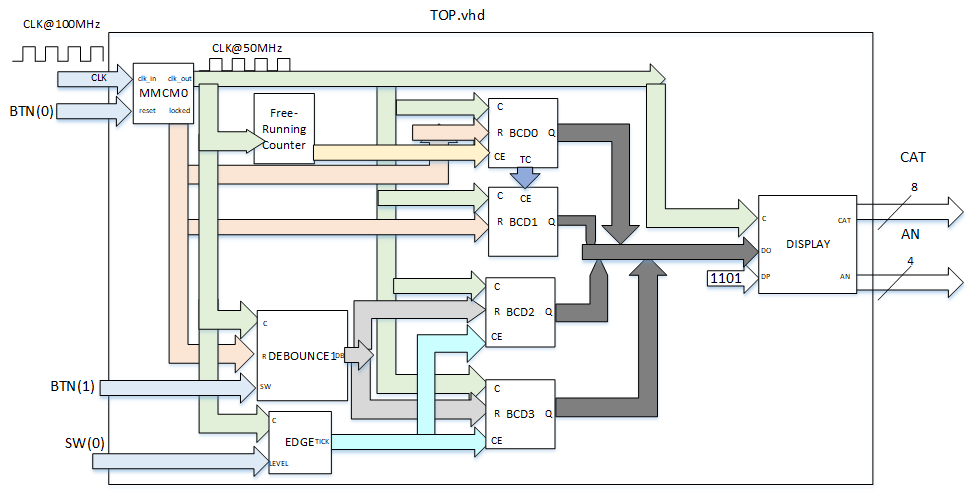 TOP.vhd
CLK@100MHz
CLK@50MHz
CLK
clk_in
clk_out
MMCM0
reset
locked
BTN(0)
Free-
Running
Counter
C
R
BCD0
Q
CE
TC
CE
C
R
BCD1
Q
C
R
BCD2
Q
CE
C
R
BCD3
Q
CE
C
R
DEBOUNCE1
DB
SW
BTN(1)
C
EDGE
TICK
LEVEL
SW(0)
C
CAT
DISPLAY
DO
DP
AN
1101
CAT
8
AN
4